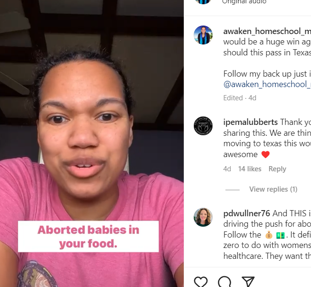 Original audio
awaken_homeschool_m
would be a huge win ag
should this pass in Texas
Follow my back up just i
@awaken_homeschool_
Edited · 4d
ipemalubberts Thank yo
sharing this. We are thin
moving to texas this wou
awesome ❤️
4d 14 likes Reply
View replies (1)
pdwullner76 And THIS i
driving the push for abo
Follow the 💰 💵. It defi
zero to do with womens
healthcare. They want th
Aborted babies in
your food.